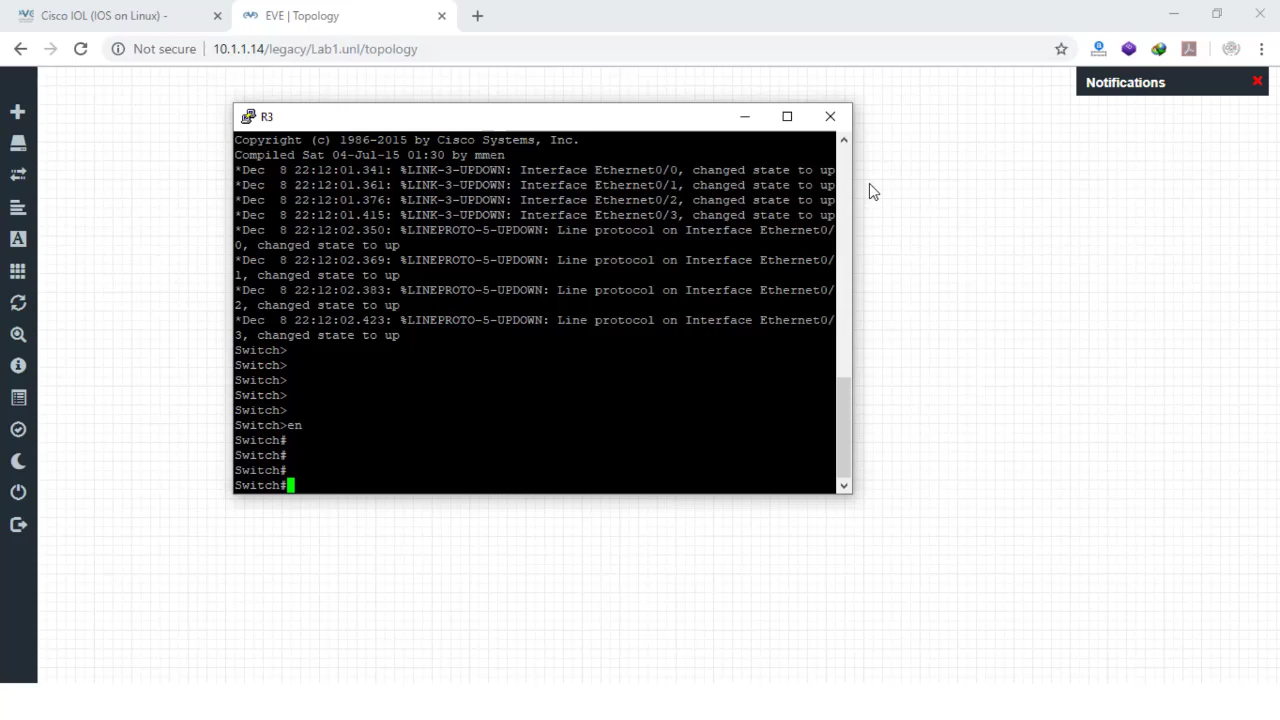 Cisco IOL (IOS on Linux) -
EVE | Topology
Not secure
10.1.1.14/legacy/Lab1.unl/topology
Notifications
R3
Copyright (c) 1986-2015 by Cisco Systems, Inc.
Compiled Sat 04-Jul-15 01:30 by mmen
*Dec  8 22:12:01.341: %LINK-3-UPDOWN: Interface Ethernet0/0, changed state to up
*Dec  8 22:12:01.361: %LINK-3-UPDOWN: Interface Ethernet0/1, changed state to up
*Dec  8 22:12:01.376: %LINK-3-UPDOWN: Interface Ethernet0/2, changed state to up
*Dec  8 22:12:01.415: %LINK-3-UPDOWN: Interface Ethernet0/3, changed state to up
*Dec  8 22:12:02.350: %LINEPROTO-5-UPDOWN: Line protocol on Interface Ethernet0/
0, changed state to up
*Dec  8 22:12:02.369: %LINEPROTO-5-UPDOWN: Line protocol on Interface Ethernet0/
1, changed state to up
*Dec  8 22:12:02.383: %LINEPROTO-5-UPDOWN: Line protocol on Interface Ethernet0/
2, changed state to up
*Dec  8 22:12:02.423: %LINEPROTO-5-UPDOWN: Line protocol on Interface Ethernet0/
3, changed state to up
Switch>
Switch>
Switch>
Switch>
Switch>
Switch>en
Switch#
Switch#
Switch#
Switch#